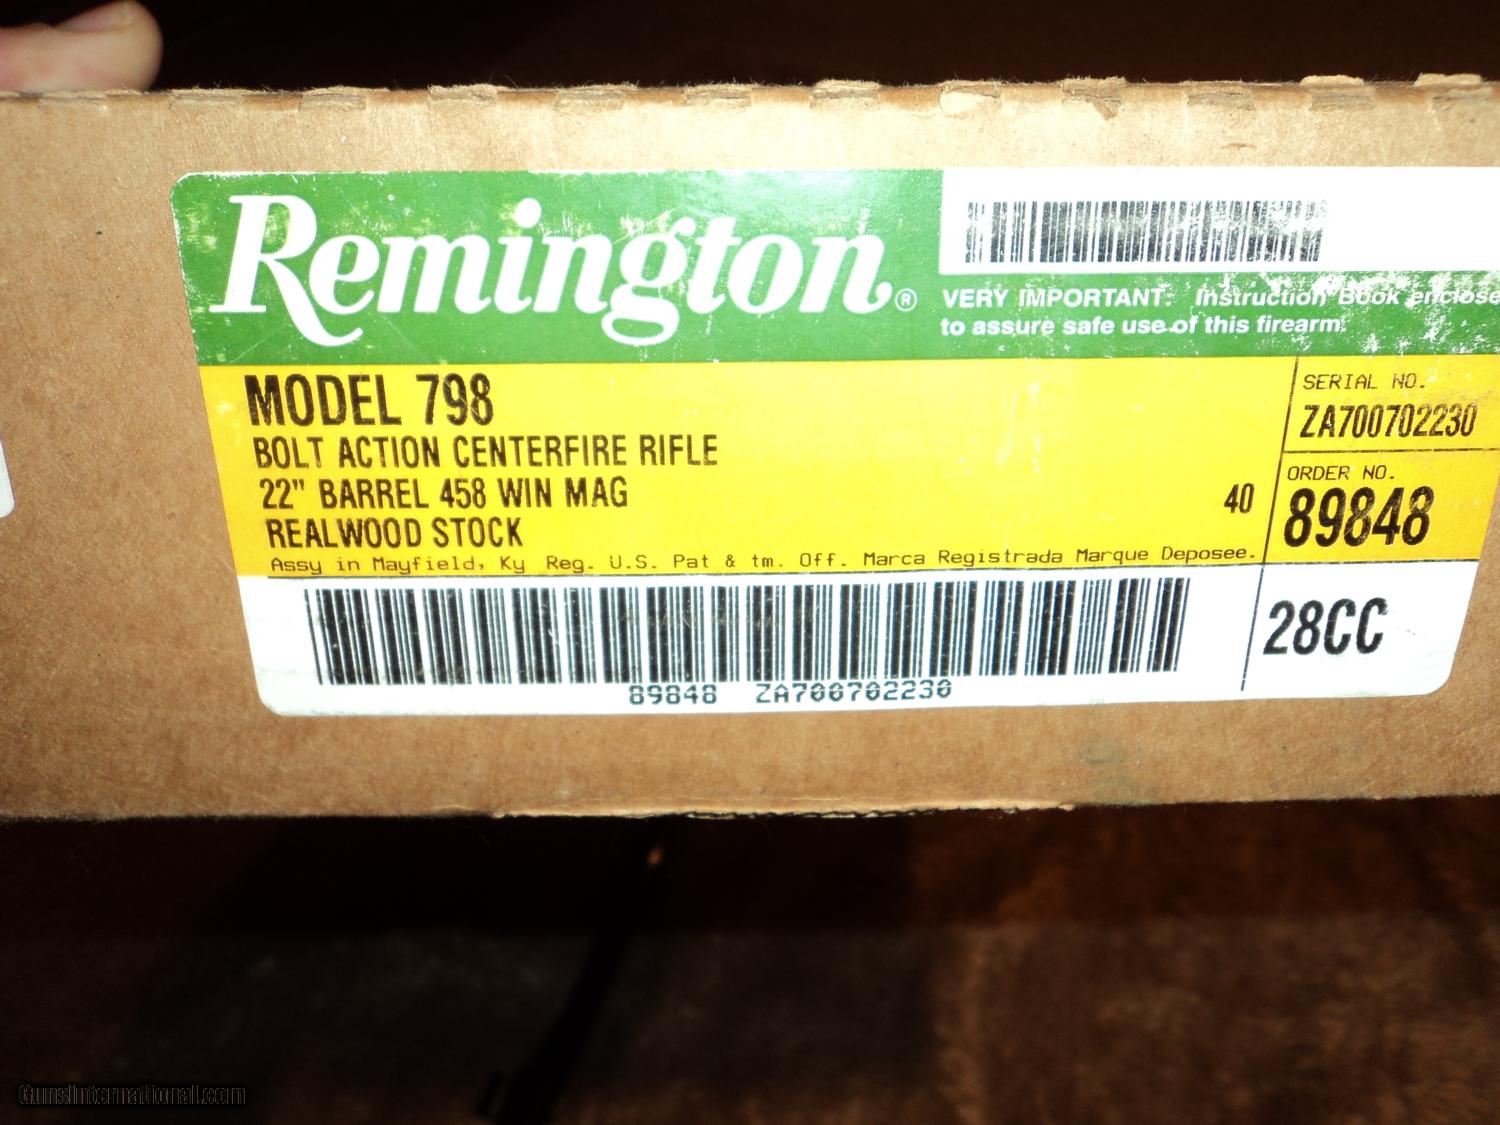 Remington®
VERY IMPORTANT: Instruction Book enclose
to assure safe use of this firearm.
MODEL 798
BOLT ACTION CENTERFIRE RIFLE
22" BARREL 458 WIN MAG
REALWOOD STOCK
40
SERIAL NO.
ZA700702230
ORDER NO.
89848
Assy in Mayfield, Ky Reg. U.S. Pat & tm. Off. Marca Registrada Marque Deposee.
28CC
89848 ZA700702230
GunsInternational.com